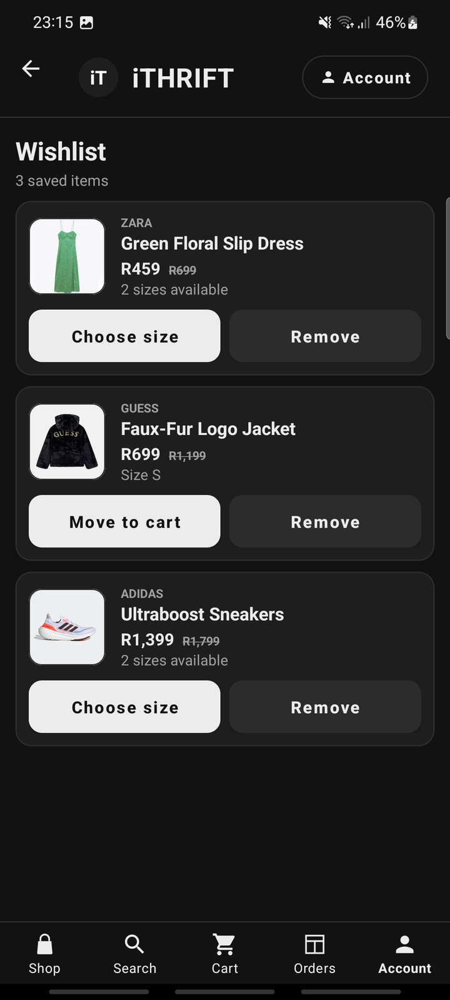 23:15
46%
iT
iTHRIFT
Account
Wishlist
3 saved items
ZARA
Green Floral Slip Dress
R459 R699
2 sizes available
Choose size
Remove
GUESS
GUESS
Faux-Fur Logo Jacket
R699 R1,199
Size S
Move to cart
Remove
ADIDAS
Ultraboost Sneakers
R1,399 R1,799
2 sizes available
Choose size
Remove
Shop
Search
Cart
Orders
Account